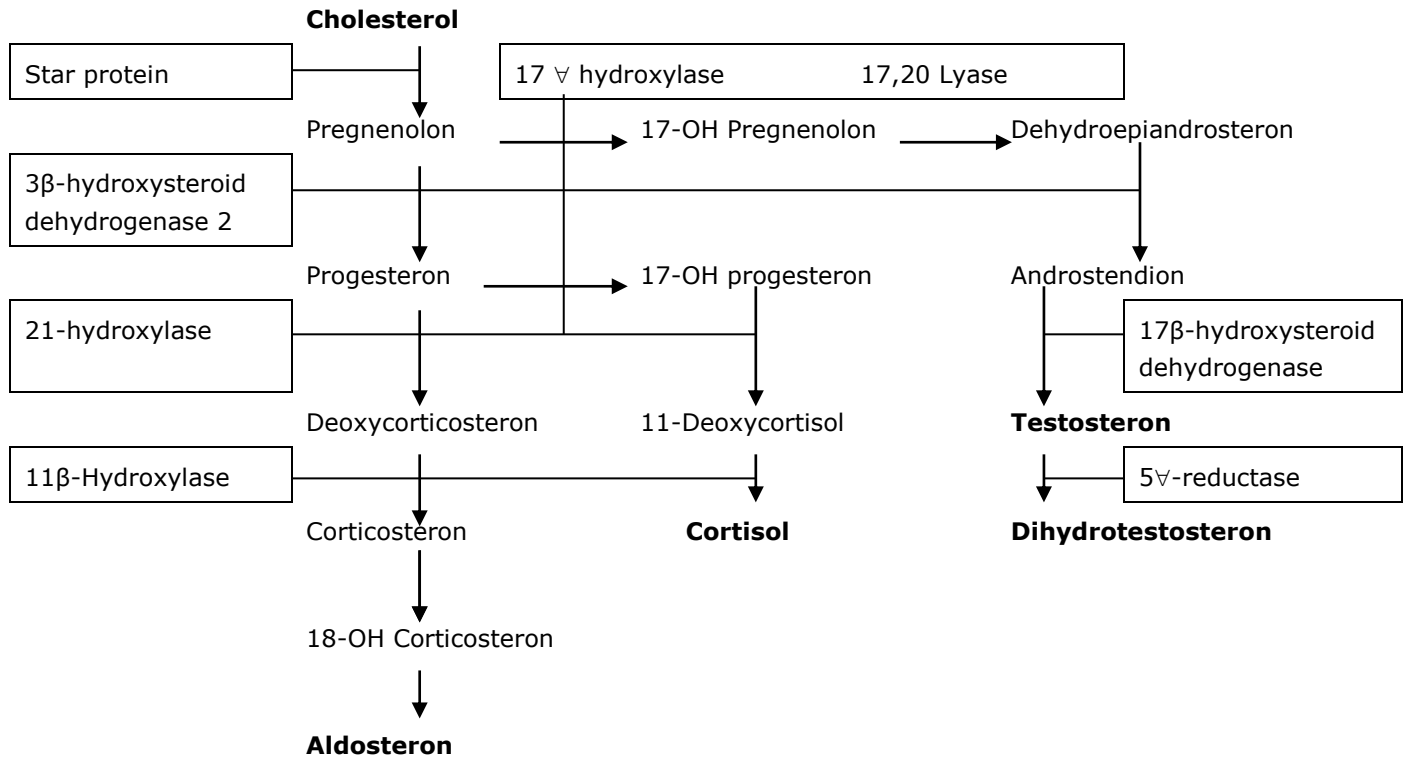 Cholesterol
Star protein
17 ∀ hydroxylase 17,20 Lyase
Pregnenolon
17-OH Pregnenolon
Dehydroepiandrosteron
3β-hydroxysteroid
dehydrogenase 2
Progesteron
17-OH progesteron
Androstendion
21-hydroxylase
17β-hydroxysteroid
dehydrogenase
Deoxycorticosteron
11-Deoxycortisol
Testosteron
11β-Hydroxylase
5∀-reductase
Corticosteron
Cortisol
Dihydrotestosteron
18-OH Corticosteron
Aldosteron